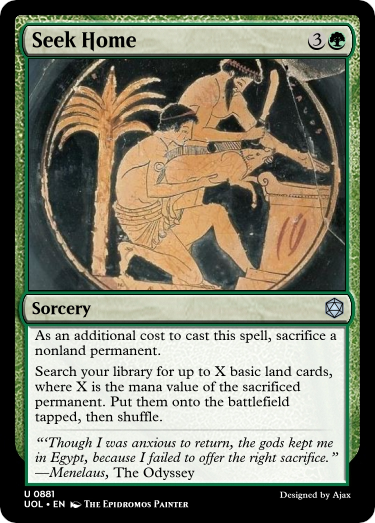 Seek Home 3
Sorcery
As an additional cost to cast this spell, sacrifice a
nonland permanent.
Search your library for up to X basic land cards,
where X is the mana value of the sacrificed
permanent. Put them onto the battlefield
tapped, then shuffle.
“‘Though I was anxious to return, the gods kept me
in Egypt, because I failed to offer the right sacrifice.”
—Menelaus, The Odyssey
U 0881
UOL • EN The Epidromos Painter
Designed by Ajax